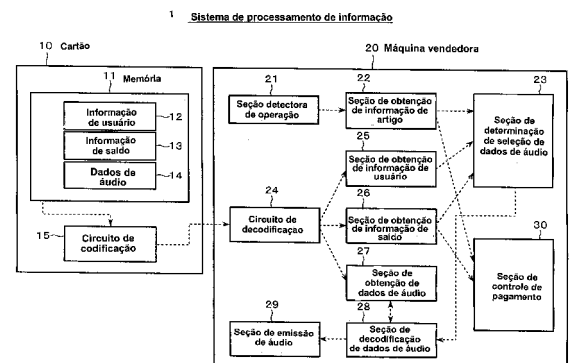 1 Sistema de processamento de informação
10 Cartão
20 Máquina vendedora
11 Memória
Informação
de usuário
12
Informação
de saldo
13
Dados de
áudio
14
15
Circuito de
codificação
21
Seção detectora
de operação
22
Seção de obtenção
de informação de
artigo
23
Seção de
determinação
de seleção de
dados de áudio
24
Circuito de
decodificação
25
Seção de obtenção
de informação de
usuário
26
Seção de obtenção
de informação de
saldo
27
Seção de
obtenção de
dados de áudio
28
Seção de
decodificação
de dados de áudio
29
Seção de emissão
de áudio
30
Seção de
controle de
pagamento